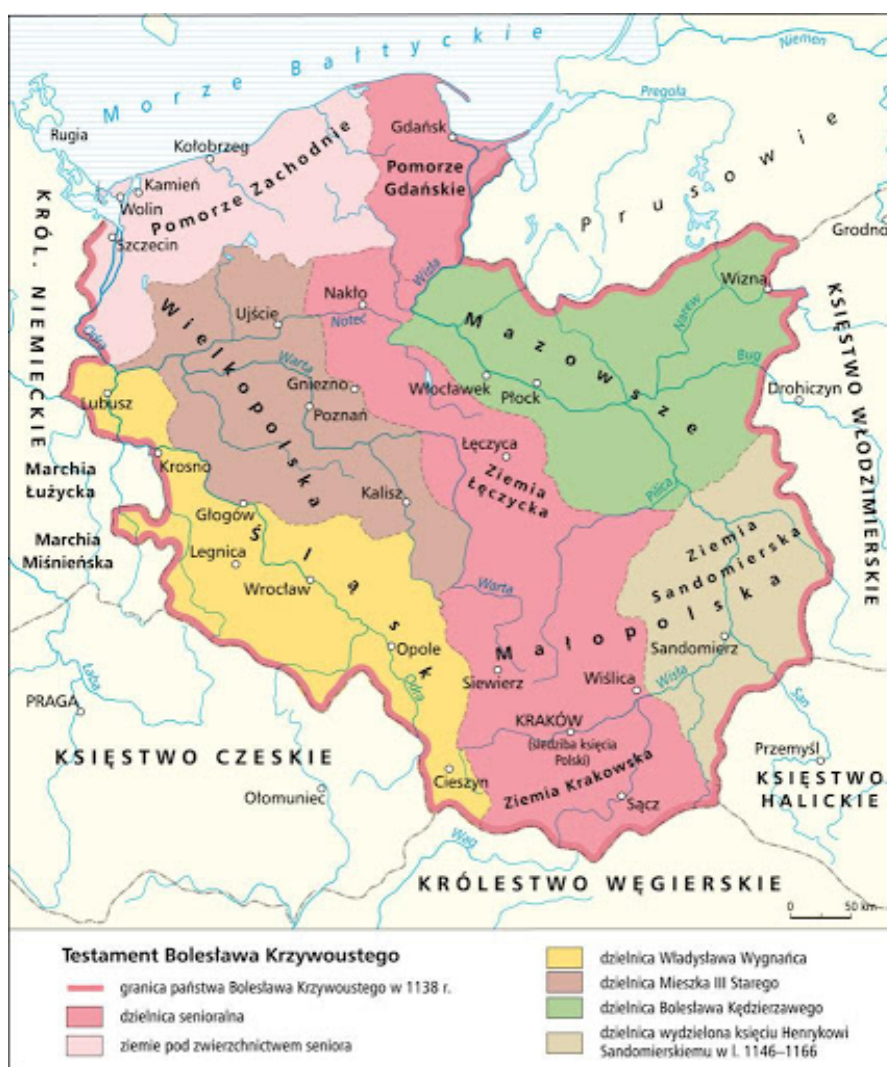 Morze Bałtyckie
Niemen
Pregoła
Rugia
Kołobrzeg
Gdańsk
Kamień
Wolin
Pomorze Zachodnie
Pomorze
Gdańskie
Prusowie
Szczecin
Grodno
KRÓL. NIEMIECKIE
Odra
Nakło
Wisła
Wizna
Ujście
Noteć
Mazowsze
Narew
Wielkopolska
Warta
Gniezno
Poznań
Włocławek
Płock
Bug
Drohiczyn
KSIĘSTWO WŁODZIMIERSKIE
Lubusz
Łęczyca
Ziemia
Łęczycka
Krosno
Marchia
Łużycka
Kalisz
Pilica
Głogów
Marchia
Miśnieńska
Legnica
Śląsk
Wrocław
Warta
Ziemia
Sandomierska
Małopolska
Opole
Sandomierz
Siewierz
Wiślica
Wisła
Odra
San
Łaba
PRAGA
KRAKÓW
(siedziba księcia
Polski)
Ziemia Krakowska
Przemyśl
KSIĘSTWO CZESKIE
Cieszyn
KSIĘSTWO
HALICKIE
Ołomuniec
Sącz
Wag
KRÓLESTWO WĘGIERSKIE
0 50 km
Testament Bolesława Krzywoustego
granica państwa Bolesława Krzywoustego w 1138 r.
dzielnica senioralna
ziemie pod zwierzchnictwem seniora
dzielnica Władysława Wygnańca
dzielnica Mieszka III Starego
dzielnica Bolesława Kędzierzawego
dzielnica wydzielona księciu Henrykowi
Sandomierskiemu w l. 1146–1166